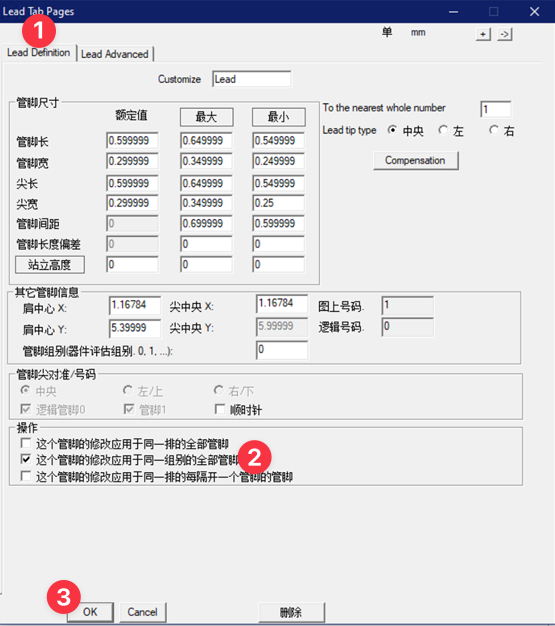 Lead Tab Pages
1
单 mm + ->
Lead Definition Lead Advanced
Customize Lead
管脚尺寸
额定值 最大 最小
管脚长 0.599999 0.649999 0.549999
管脚宽 0.299999 0.349999 0.249999
尖长 0.599999 0.649999 0.549999
尖宽 0.299999 0.349999 0.25
管脚间距 0 0.699999 0.599999
管脚长度偏差 0 0 0
站立高度 0 0 0
To the nearest whole number 1
Lead tip type 中央 左 右
Compensation
其它管脚信息
肩中心 X: 1.16784 尖中央 X: 1.16784 图上号码. 1
肩中心 Y: 5.39999 尖中央 Y: 5.99999 逻辑号码. 0
管脚组别(器件评估组别. 0, 1, ...): 0
管脚尖对准/号码
中央 左/上 右/下
逻辑管脚0 管脚1 顺时针
操作
这个管脚的修改应用于同一排的全部管脚
这个管脚的修改应用于同一组别的全部管脚 2
这个管脚的修改应用于同一排的每隔开一个管脚的管脚
3
OK Cancel 删除